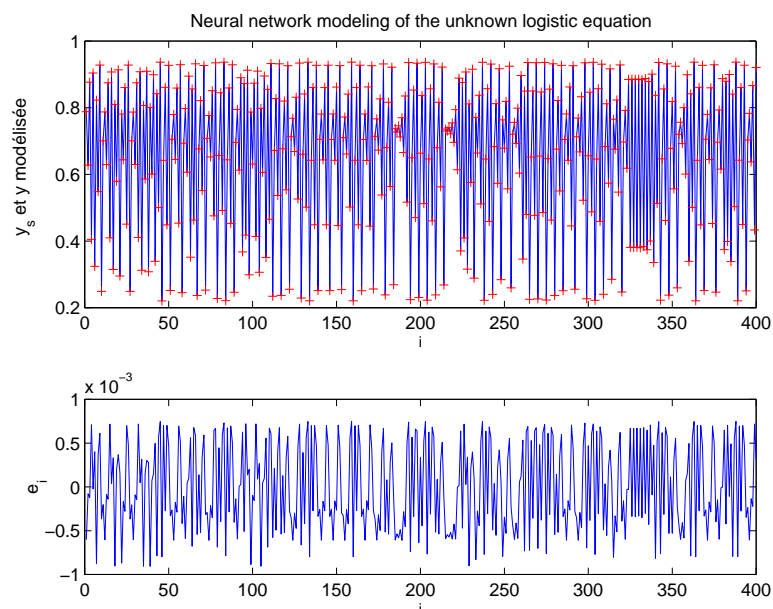 Neural network modeling of the unknown logistic equation
1
0.8
0.6
0.4
0.2
y_s et y modélisée
0 50 100 150 200 250 300 350 400
i
x 10^−3
1
0.5
0
−0.5
−1
e_i
0 50 100 150 200 250 300 350 400
i